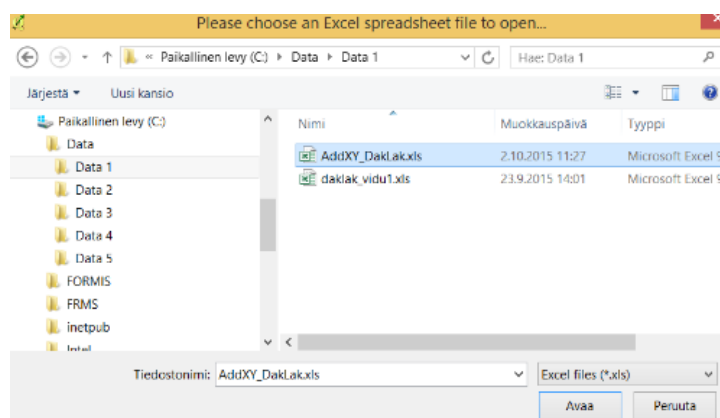 Please choose an Excel spreadsheet file to open...
« Paikallinen levy (C:) Data Data 1
Hae: Data 1
Järjestä Uusi kansio
Paikallinen levy (C:)
Data
Data 1
Data 2
Data 3
Data 4
Data 5
FORMIS
FRMS
inetpub
Intel
Nimi Muokkauspäivä Tyyppi
AddXY_DakLak.xls 2.10.2015 11:27 Microsoft Excel 9
daklak_vidu1.xls 23.9.2015 14:01 Microsoft Excel 9
Tiedostonimi: AddXY_DakLak.xls Excel files (*.xls)
Avaa Peruuta